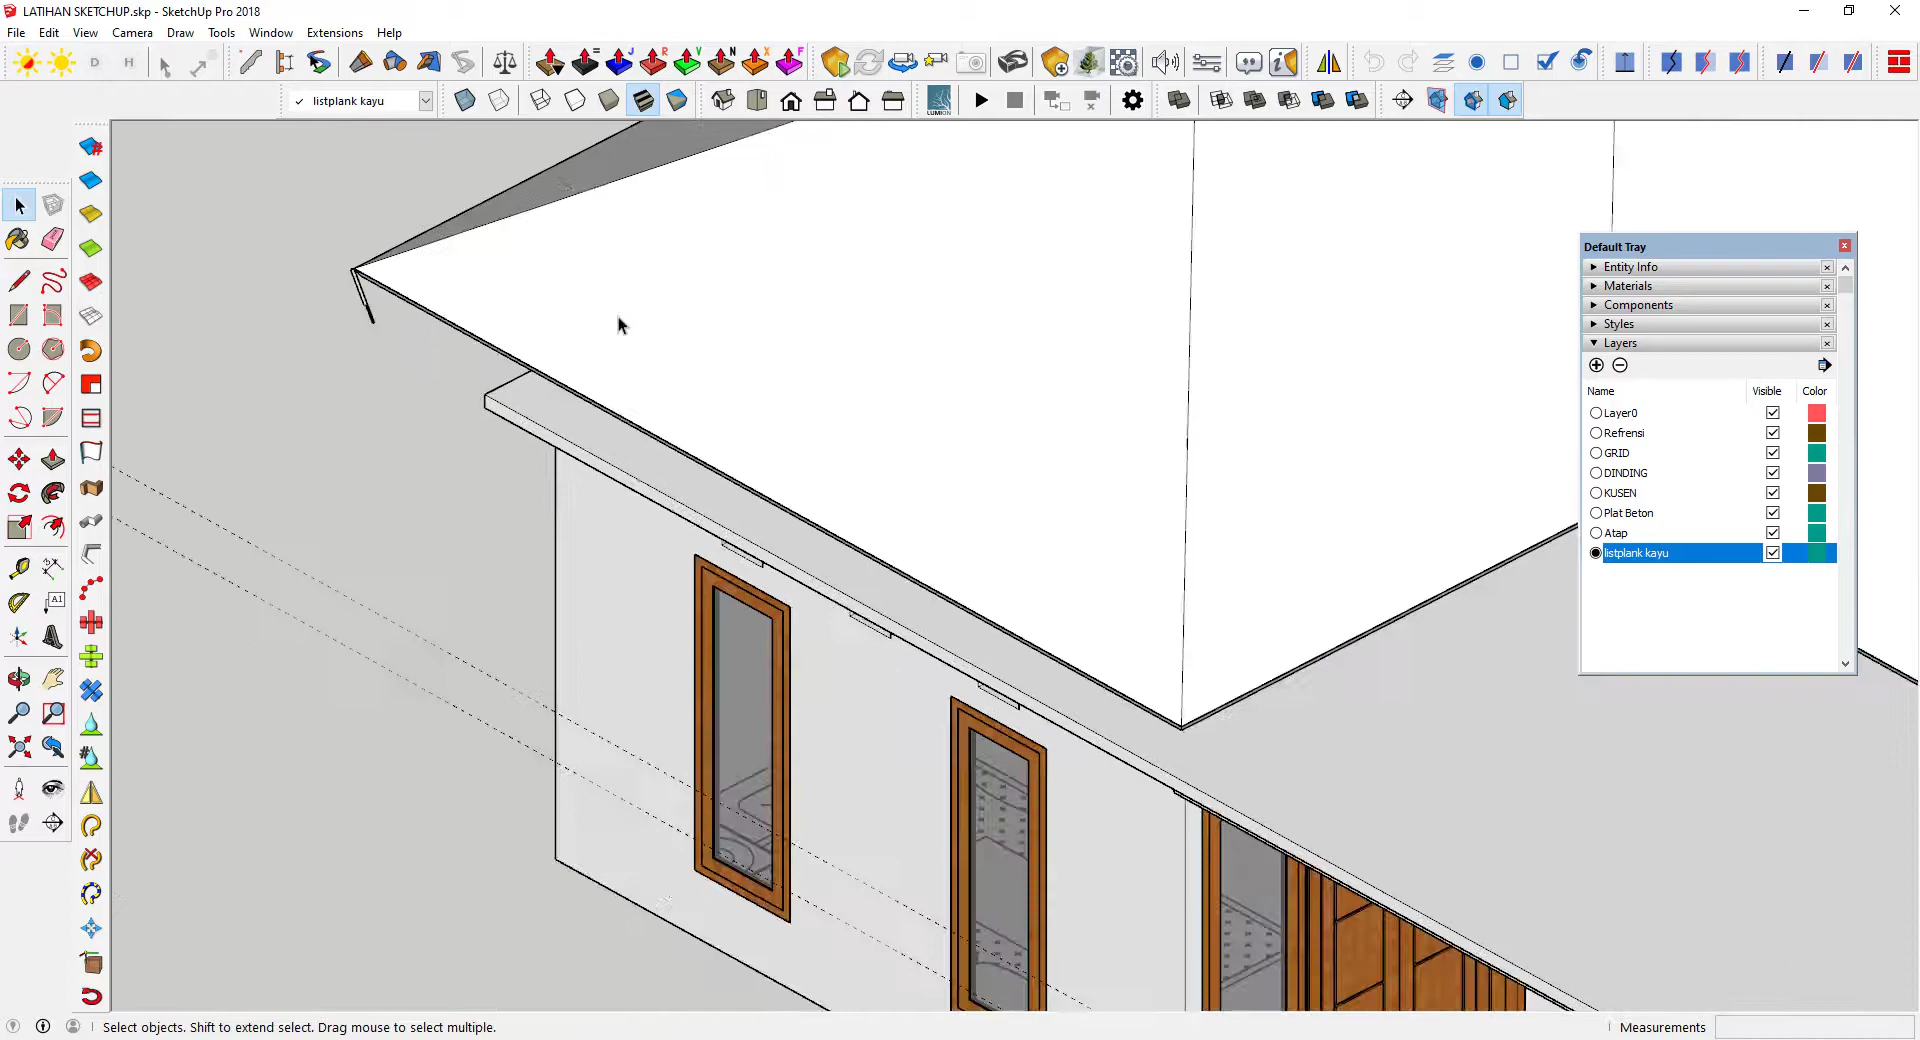 LATIHAN SKETCHUP.skp - SketchUp Pro 2018
File Edit View Camera Draw Tools Window Extensions Help
D H
= J R V N X F
✓ listplank kayu
LUMION
A1
Default Tray
Entity Info
Materials
Components
Styles
Layers
Name Visible Color
Layer0
Refrensi
GRID
DINDING
KUSEN
Plat Beton
Atap
listplank kayu
Select objects. Shift to extend select. Drag mouse to select multiple.
Measurements